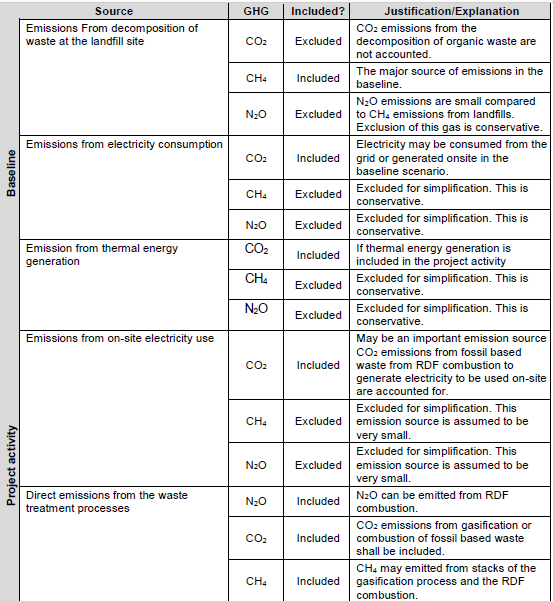 Source GHG Included? Justification/Explanation
Baseline
Emissions From decomposition of
waste at the landfill site
CO₂ Excluded
CO₂ emissions from the
decomposition of organic waste are
not accounted.
CH₄ Included
The major source of emissions in the
baseline.
N₂O Excluded
N₂O emissions are small compared
to CH₄ emissions from landfills.
Exclusion of this gas is conservative.
Emissions from electricity consumption
CO₂ Included
Electricity may be consumed from the
grid or generated onsite in the
baseline scenario.
CH₄ Excluded
Excluded for simplification. This is
conservative.
N₂O Excluded
Excluded for simplification. This is
conservative.
Emission from thermal energy
generation
CO₂ Included
If thermal energy generation is
included in the project activity
CH₄ Excluded
Excluded for simplification. This is
conservative.
N₂O Excluded
Excluded for simplification. This is
conservative.
Project activity
Emissions from on-site electricity use
CO₂ Included
May be an important emission source
CO₂ emissions from fossil based
waste from RDF combustion to
generate electricity to be used on-site
are accounted for.
CH₄ Excluded
Excluded for simplification. This
emission source is assumed to be
very small.
N₂O Excluded
Excluded for simplification. This
emission source is assumed to be
very small.
Direct emissions from the waste
treatment processes
N₂O Included
N₂O can be emitted from RDF
combustion.
CO₂ Included
CO₂ emissions from gasification or
combustion of fossil based waste
shall be included.
CH₄ Included
CH₄ may emitted from stacks of the
gasification process and the RDF
combustion.